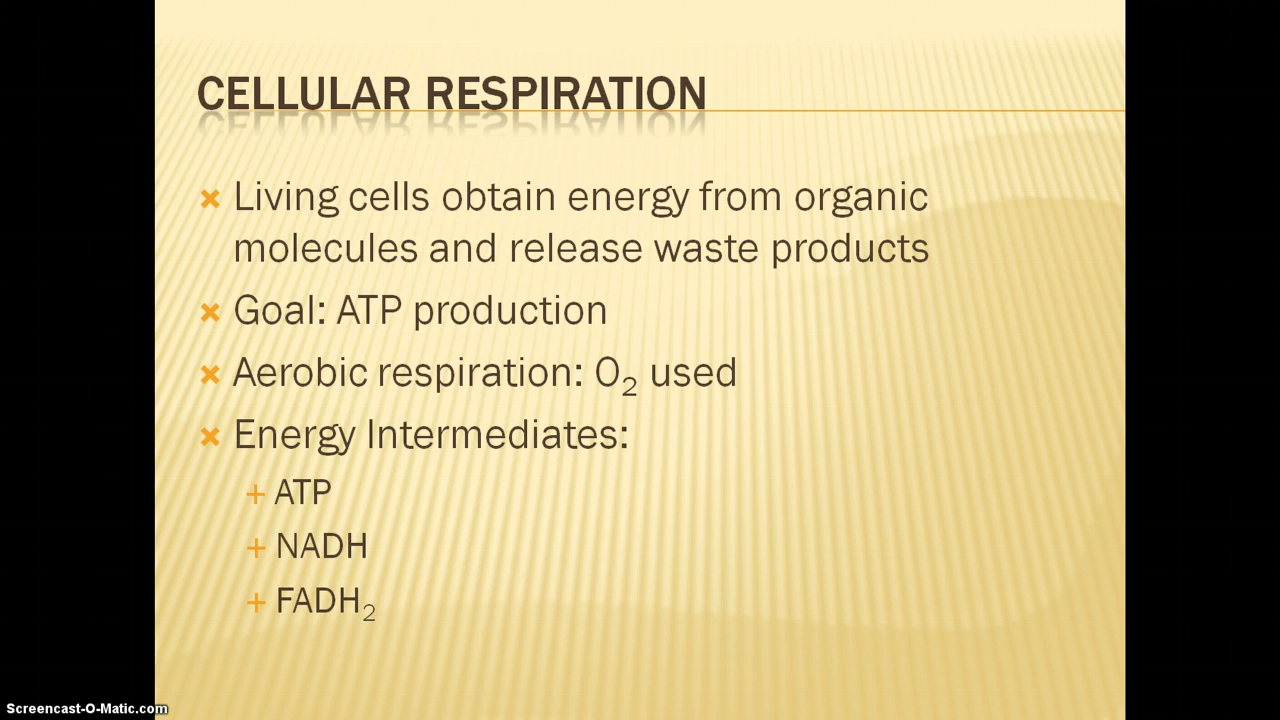 CELLULAR RESPIRATION
Living cells obtain energy from organic
molecules and release waste products
Goal: ATP production
Aerobic respiration: O₂ used
Energy Intermediates:
+ ATP
+ NADH
+ FADH₂
Screencast-O-Matic.com